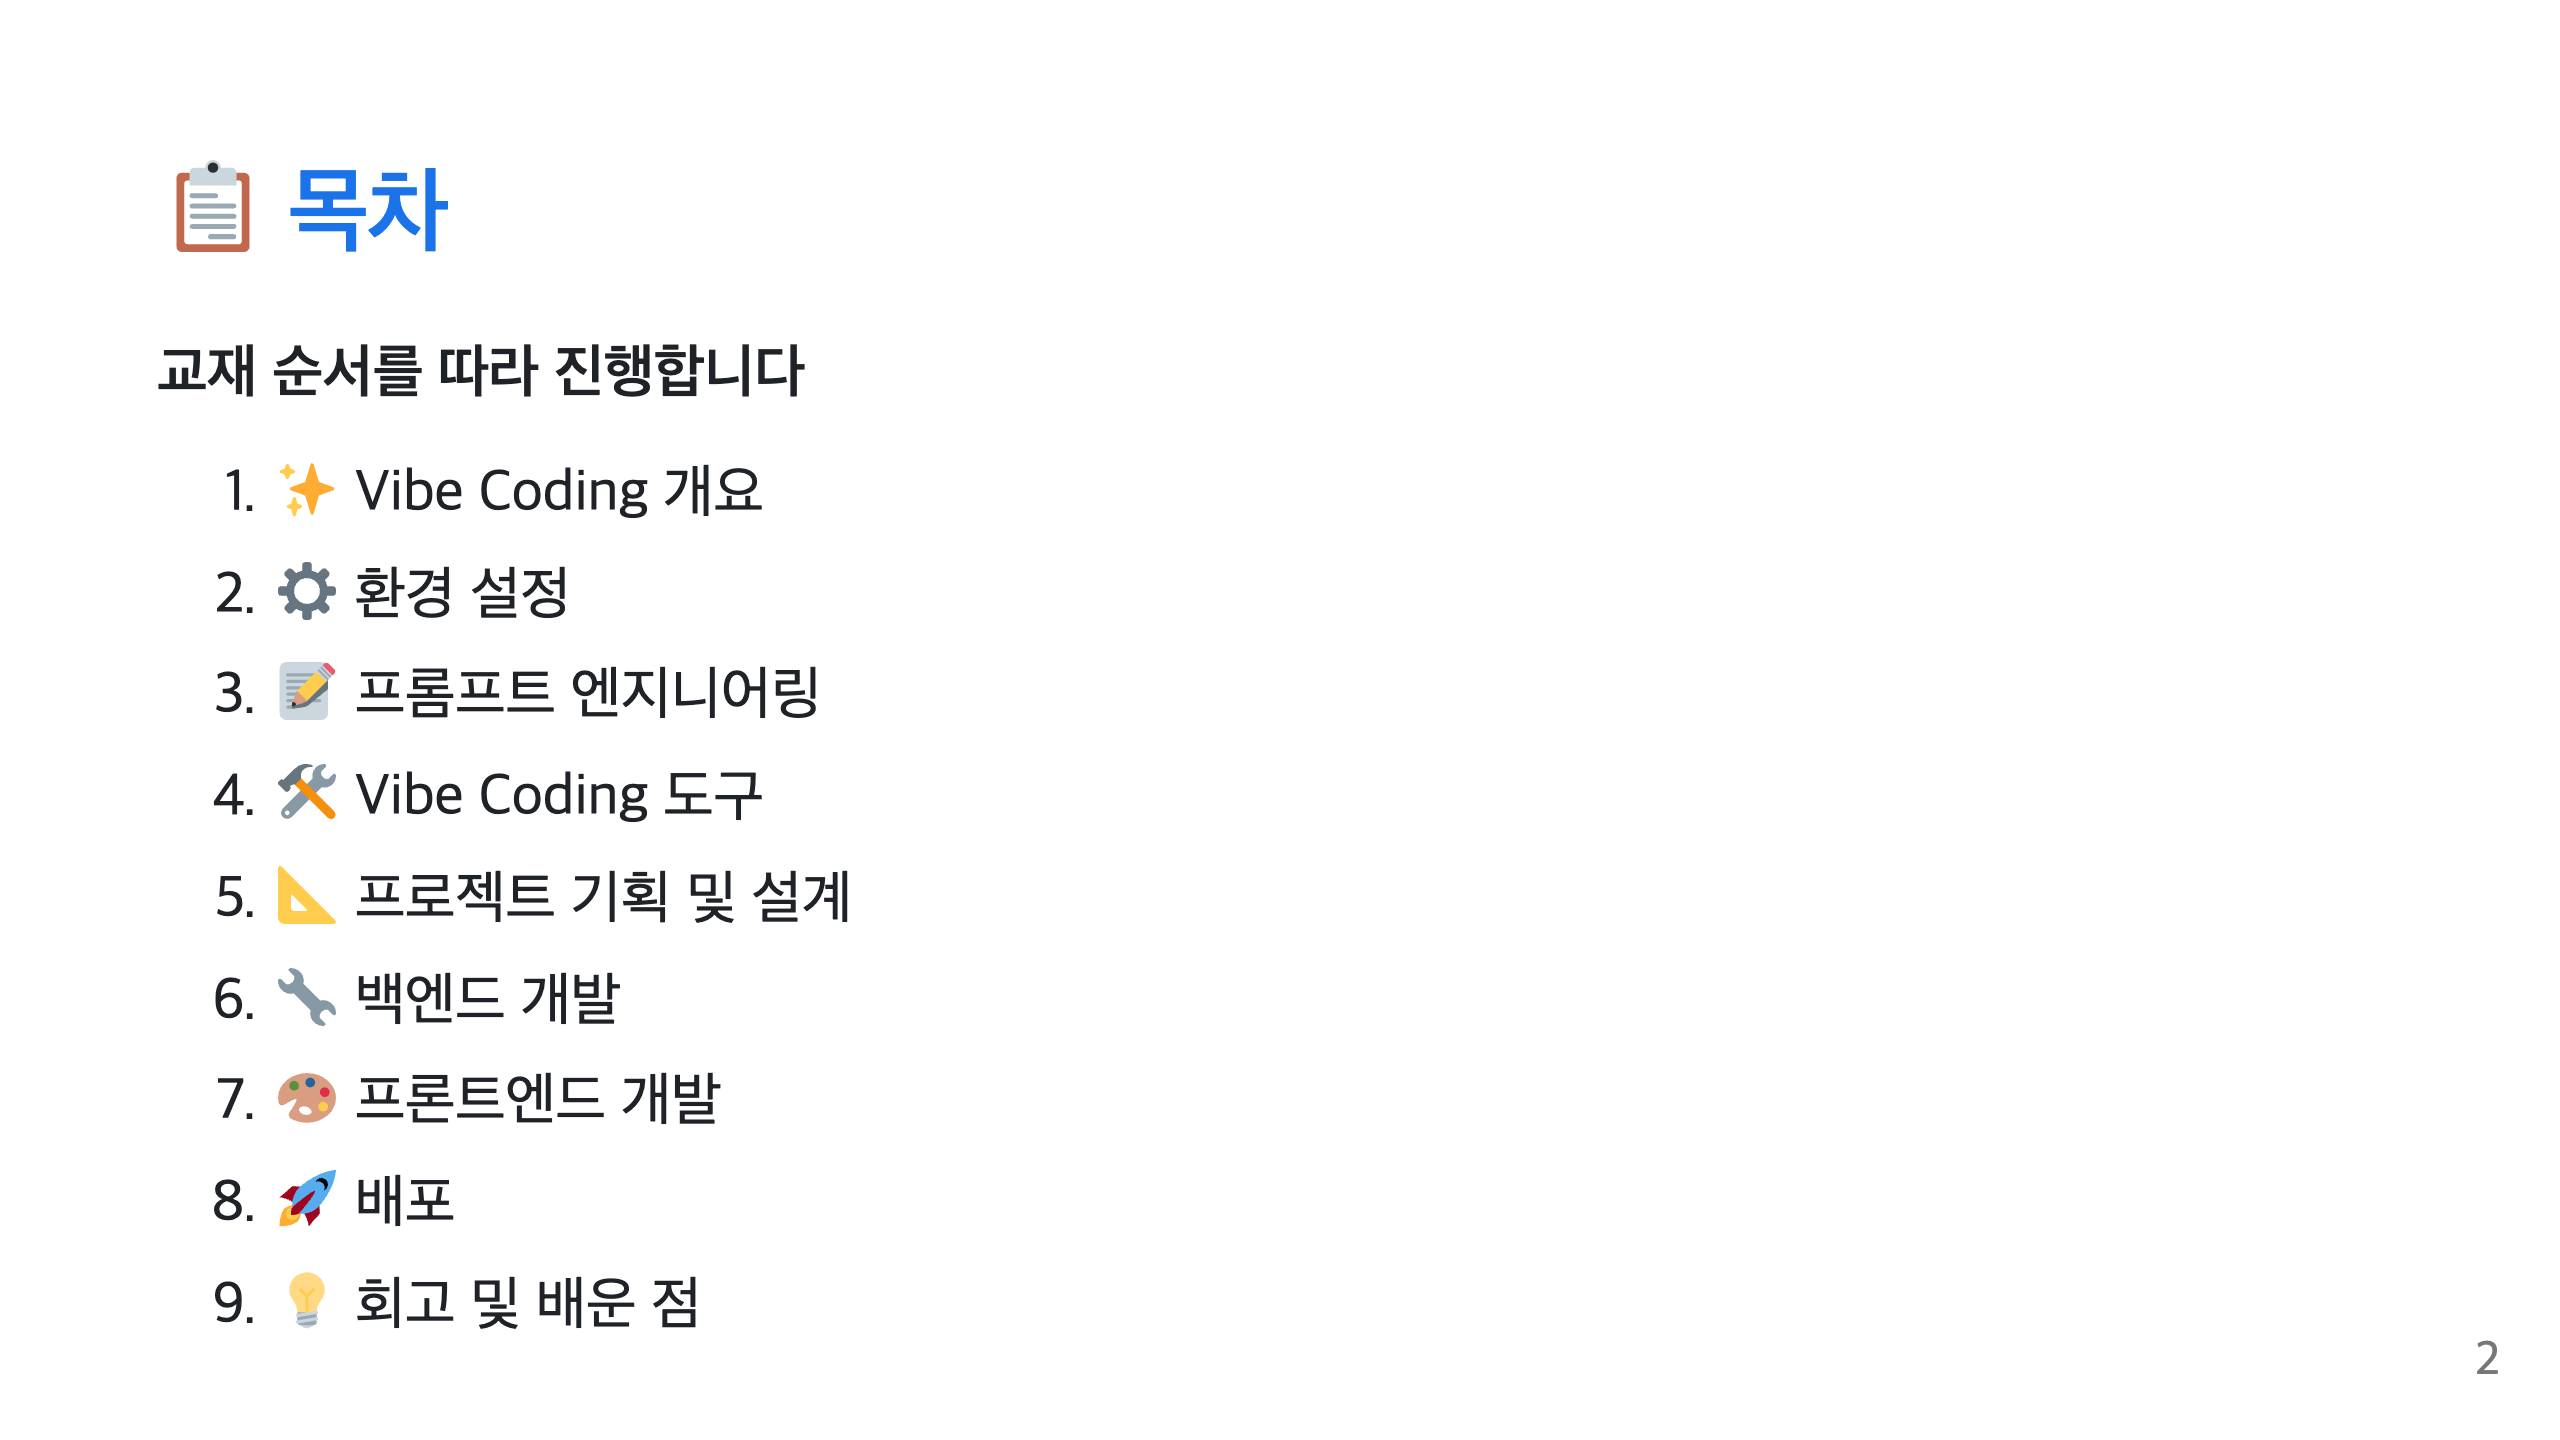 📋 목차
교재 순서를 따라 진행합니다
1. ✨ Vibe Coding 개요
2. ⚙️ 환경 설정
3. 📝 프롬프트 엔지니어링
4. 🛠️ Vibe Coding 도구
5. 📐 프로젝트 기획 및 설계
6. 🔧 백엔드 개발
7. 🎨 프론트엔드 개발
8. 🚀 배포
9. 💡 회고 및 배운 점
2